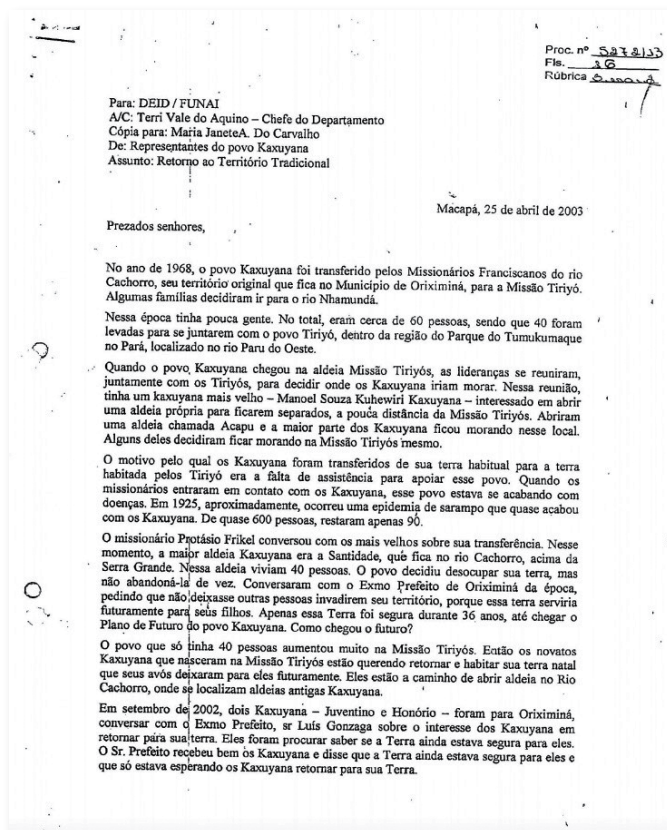 Proc. nº 5272/13
Fls. 26
Rúbrica
Para: DEID / FUNAI
A/C: Terri Vale do Aquino – Chefe do Departamento
Cópia para: Maria JaneteA. Do Carvalho
De: Representantes do povo Kaxuyana
Assunto: Retorno ao Território Tradicional
Macapá, 25 de abril de 2003
Prezados senhores,
No ano de 1968, o povo Kaxuyana foi transferido pelos Missionários Franciscanos do rio
Cachorro, seu território original que fica no Município de Oriximiná, para a Missão Tiriyó.
Algumas famílias decidiram ir para o rio Nhamundá.
Nessa época tinha pouca gente. No total, eram cerca de 60 pessoas, sendo que 40 foram
levadas para se juntarem com o povo Tiriyó, dentro da região do Parque do Tumukumaque
no Pará, localizado no rio Paru do Oeste.
Quando o povo Kaxuyana chegou na aldeia Missão Tiriyós, as lideranças se reuniram,
juntamente com os Tiriyós, para decidir onde os Kaxuyana iriam morar. Nessa reunião,
tinha um kaxuyana mais velho – Manoel Souza Kuhewiri Kaxuyana – interessado em abrir
uma aldeia própria para ficarem separados, a pouca distância da Missão Tiriyós. Abriram
uma aldeia chamada Acapu e a maior parte dos Kaxuyana ficou morando nesse local.
Alguns deles decidiram ficar morando na Missão Tiriyós mesmo.
O motivo pelo qual os Kaxuyana foram transferidos de sua terra habitual para a terra
habitada pelos Tiriyó era a falta de assistência para apoiar esse povo. Quando os
missionários entraram em contato com os Kaxuyana, esse povo estava se acabando com
doenças. Em 1925, aproximadamente, ocorreu uma epidemia de sarampo que quase acabou
com os Kaxuyana. De quase 600 pessoas, restaram apenas 90.
O missionário Protásio Frikel conversou com os mais velhos sobre sua transferência. Nesse
momento, a maior aldeia Kaxuyana era a Santidade, que fica no rio Cachorro, acima da
Serra Grande. Nessa aldeia viviam 40 pessoas. O povo decidiu desocupar sua terra, mas
não abandoná-la de vez. Conversaram com o Exmo Prefeito de Oriximiná da época,
pedindo que não deixasse outras pessoas invadirem seu território, porque essa terra serviria
futuramente para seus filhos. Apenas essa Terra foi segura durante 36 anos, até chegar o
Plano de Futuro do povo Kaxuyana. Como chegou o futuro?
O povo que só tinha 40 pessoas aumentou muito na Missão Tiriyós. Então os novatos
Kaxuyana que nasceram na Missão Tiriyós estão querendo retornar e habitar sua terra natal
que seus avós deixaram para eles futuramente. Eles estão a caminho de abrir aldeia no Rio
Cachorro, onde se localizam aldeias antigas Kaxuyana.
Em setembro de 2002, dois Kaxuyana – Juventino e Honório – foram para Oriximiná,
conversar com o Exmo Prefeito, sr Luís Gonzaga sobre o interesse dos Kaxuyana em
retornar para sua terra. Eles foram procurar saber se a Terra ainda estava segura para eles.
O Sr. Prefeito recebeu bem os Kaxuyana e disse que a Terra ainda estava segura para eles e
que só estava esperando os Kaxuyana retornar para sua Terra.